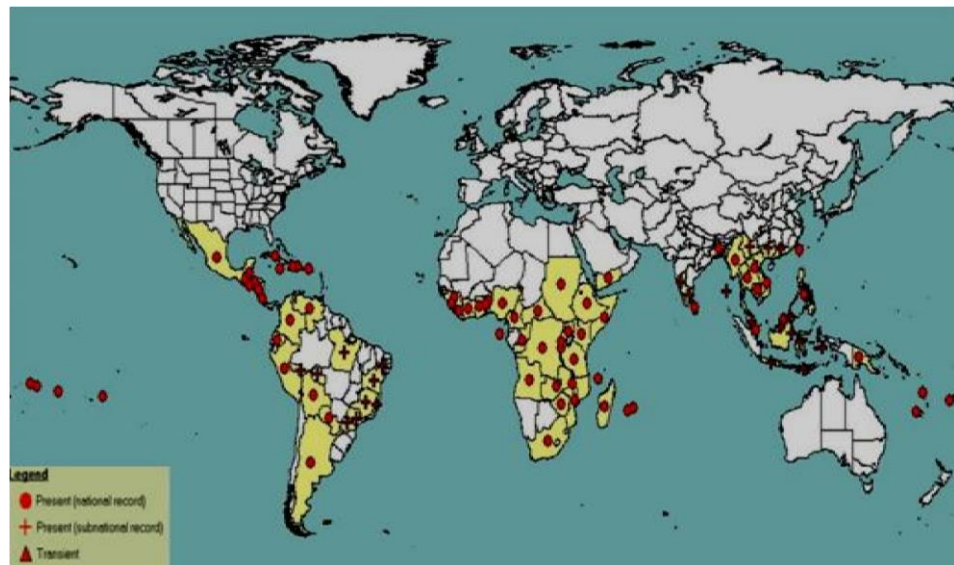 Legend
Present (national record)
Present (subnational record)
Transient